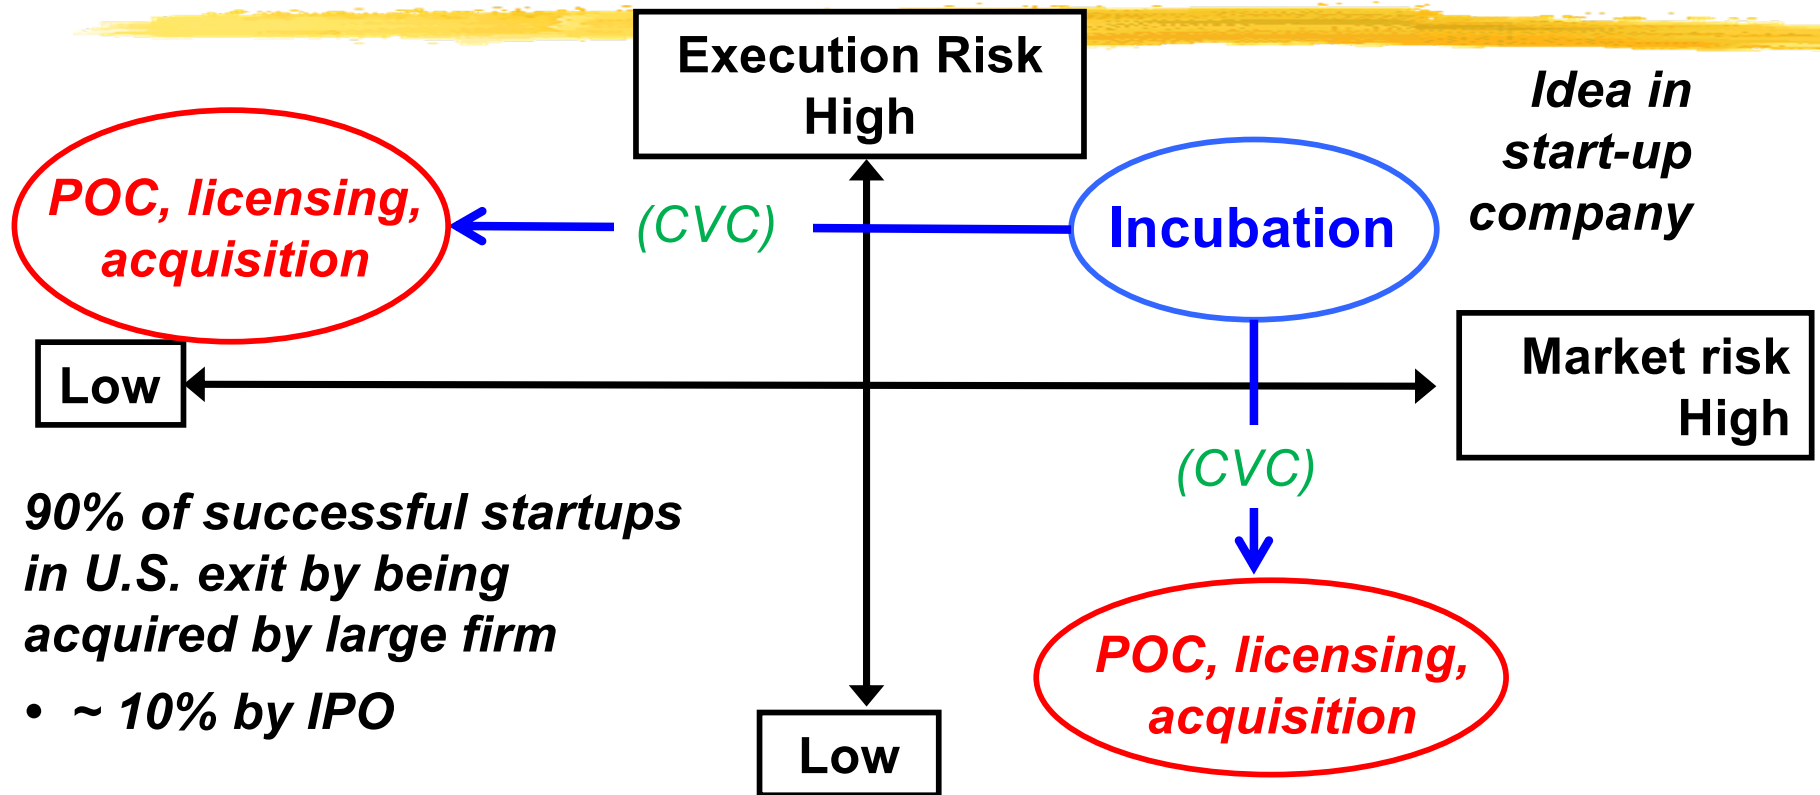 Execution Risk
High
Idea in
start-up
company
POC, licensing,
acquisition
(CVC)
Incubation
Low
Market risk
High
(CVC)
90% of successful startups
in U.S. exit by being
acquired by large firm
• ~ 10% by IPO
POC, licensing,
acquisition
Low